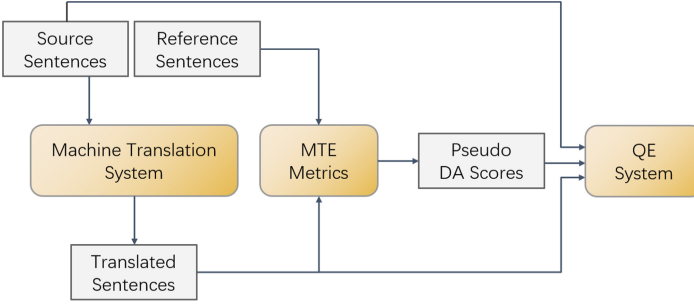 Source
Sentences
Reference
Sentences
Machine Translation
System
MTE
Metrics
Pseudo
DA Scores
QE
System
Translated
Sentences